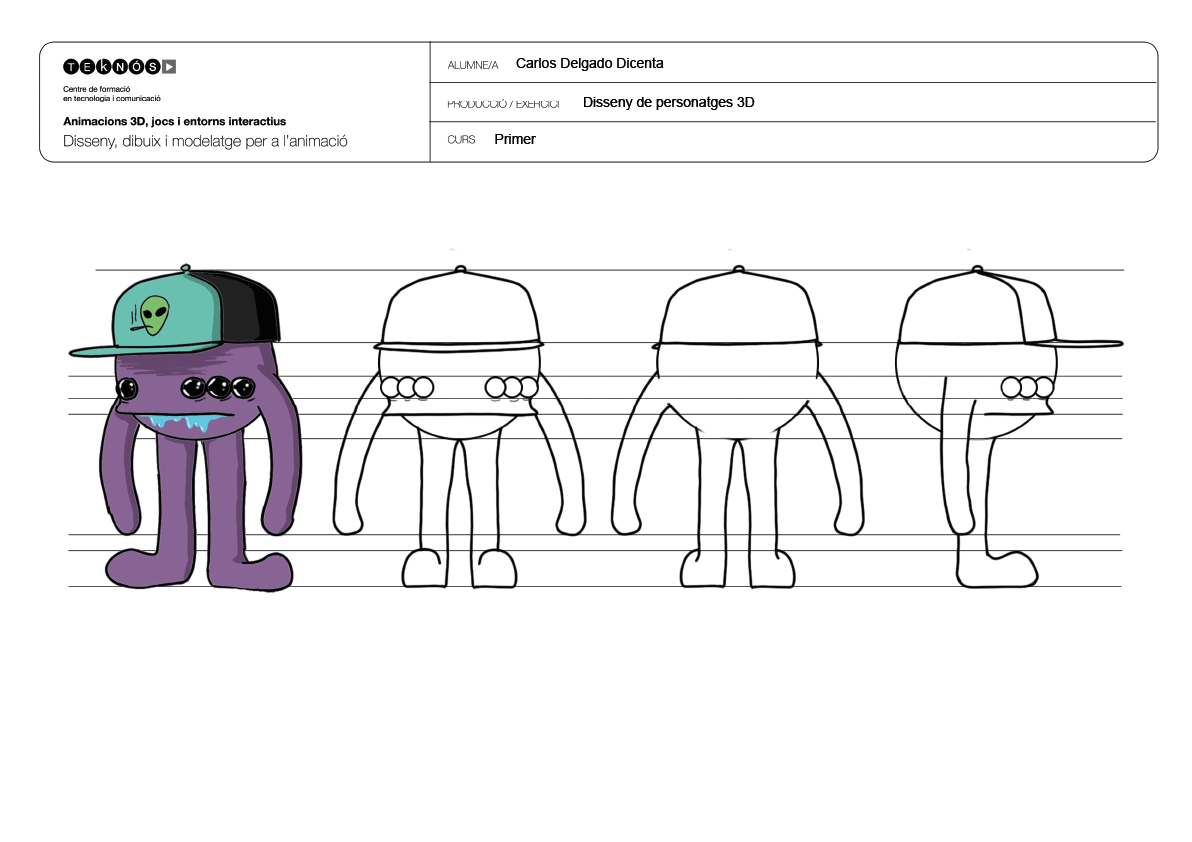 TEKNÓS
Centre de formació
en tecnologia i comunicació
Animacions 3D, jocs i entorns interactius
Disseny, dibuix i modelatge per a l'animació
ALUMNE/A Carlos Delgado Dicenta
PRODUCCIÓ / EXERCICI Disseny de personatges 3D
CURS Primer